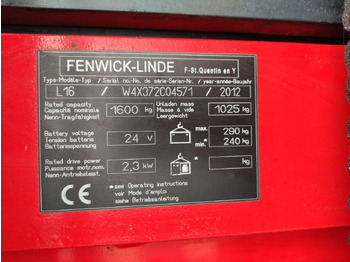 FENWICK-LINDE F-St. Quentin en Y
Type-Modèle-Typ / Serial no.-No. de série-Serien-Nr. / year-année-Baujahr
L16 / W4X372C04571 / 2012
Rated capacity
Capacité nominale 1600 kg
Nenn-Tragfähigkeit
Unladen mass
Masse à vide 1025 kg
Leergewicht
Battery voltage
Tension batterie 24 V
Batteriespannung
max. 290 kg
min. 240 kg
*
Rated drive power
Puissance mot.nom. 2,3 kW
Nenn-Antriebsleist.
* kg
CE
*see Operating instructions
voir Mode d'emploi
siehe Betriebsanleitung